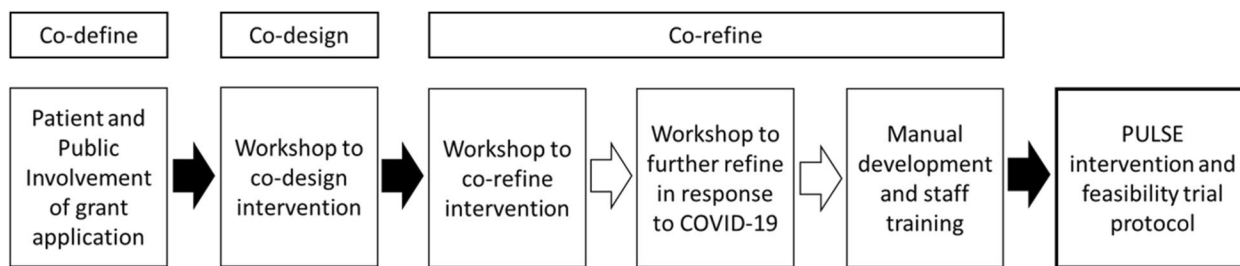 Co-define
Co-design
Co-refine
Patient and
Public
Involvement
of grant
application
Workshop to
co-design
intervention
Workshop to
co-refine
intervention
Workshop to
further refine
in response
to COVID-19
Manual
development
and staff
training
PULSE
intervention and
feasibility trial
protocol